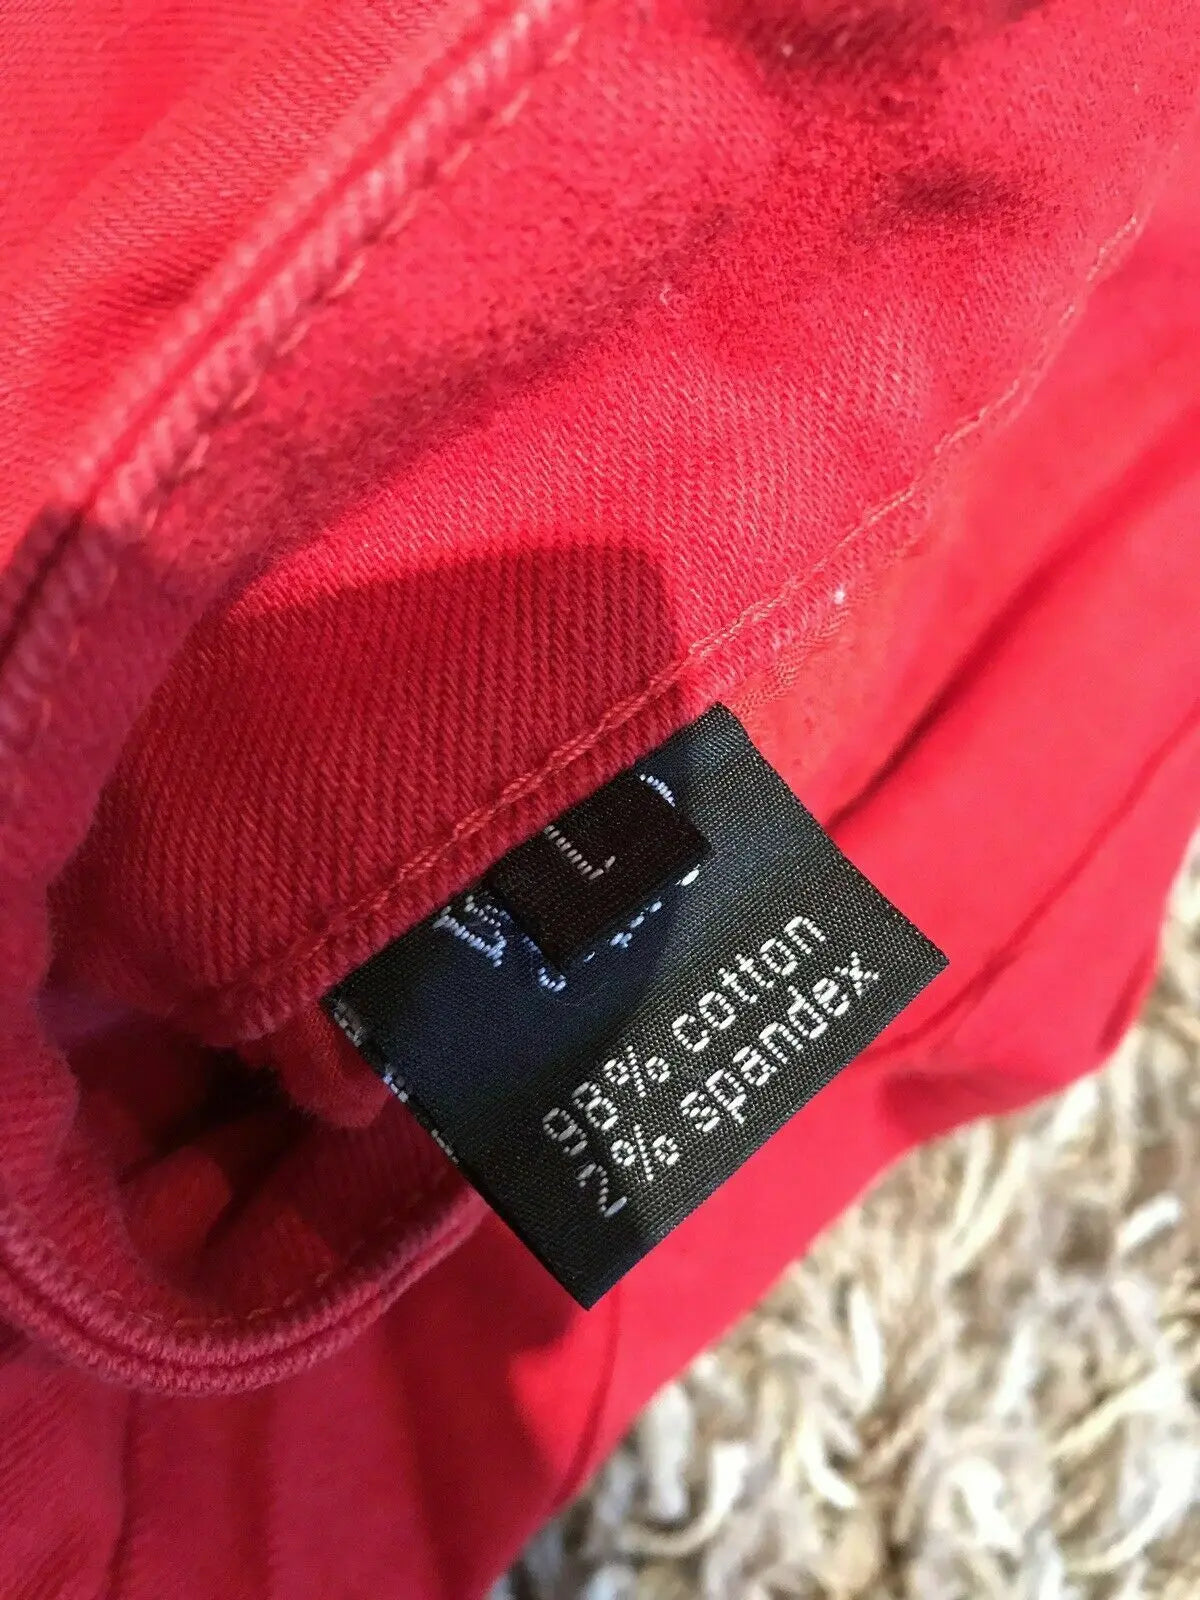 L
98% cotton
2% spandex